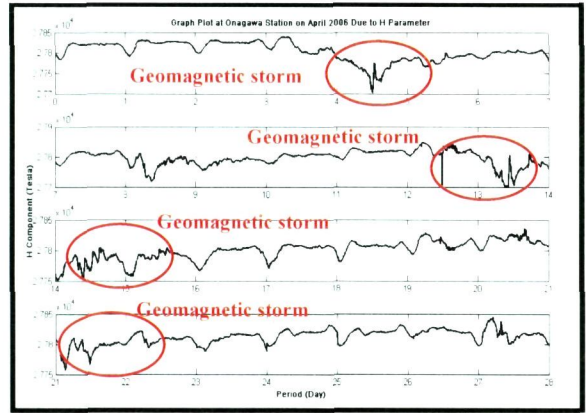 Graph Plot at Onagawa Station on April 2006 Due to H Parameter
Geomagnetic storm
0 1 2 3 4 5 6 7
Geomagnetic storm
8 9 10 11 12 13 14
H Component (Tesla)
Geomagnetic storm
14 15 16 17 18 19 20 21
Geomagnetic storm
21 22 23 24 25 26 27 28
Period (Day)